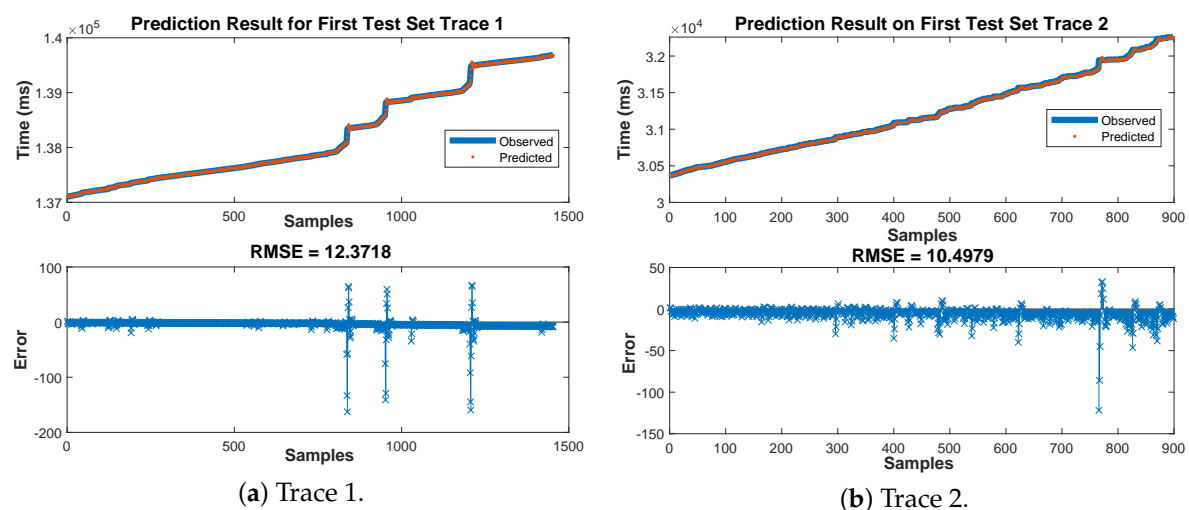 Prediction Result for First Test Set Trace 1
×10^5
1.4
1.39
1.38
1.37
Time (ms)
Observed
Predicted
0
500
1000
1500
Samples
RMSE = 12.3718
100
0
-100
-200
Error
0
500
1000
1500
Samples
(a) Trace 1.
Prediction Result on First Test Set Trace 2
×10^4
3.2
3.15
3.1
3.05
3
Time (ms)
Observed
Predicted
0
100
200
300
400
500
600
700
800
900
Samples
RMSE = 10.4979
50
0
-50
-100
-150
Error
0
100
200
300
400
500
600
700
800
900
Samples
(b) Trace 2.